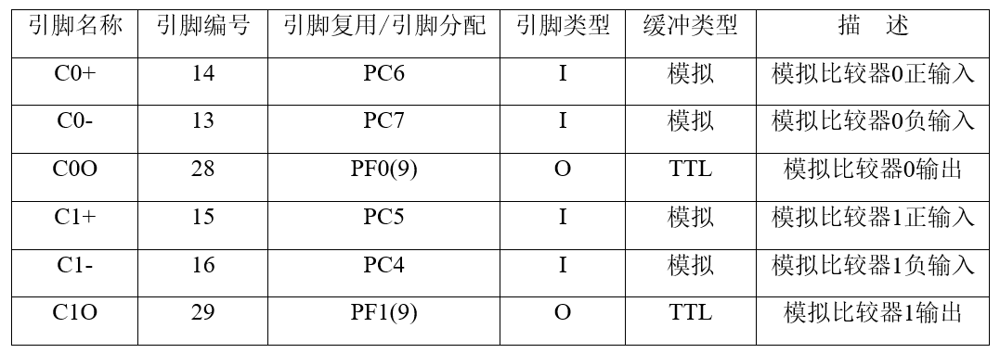 引脚名称 引脚编号 引脚复用/引脚分配 引脚类型 缓冲类型 描 述
C0+ 14 PC6 I 模拟 模拟比较器0正输入
C0- 13 PC7 I 模拟 模拟比较器0负输入
C0O 28 PF0(9) O TTL 模拟比较器0输出
C1+ 15 PC5 I 模拟 模拟比较器1正输入
C1- 16 PC4 I 模拟 模拟比较器1负输入
C1O 29 PF1(9) O TTL 模拟比较器1输出